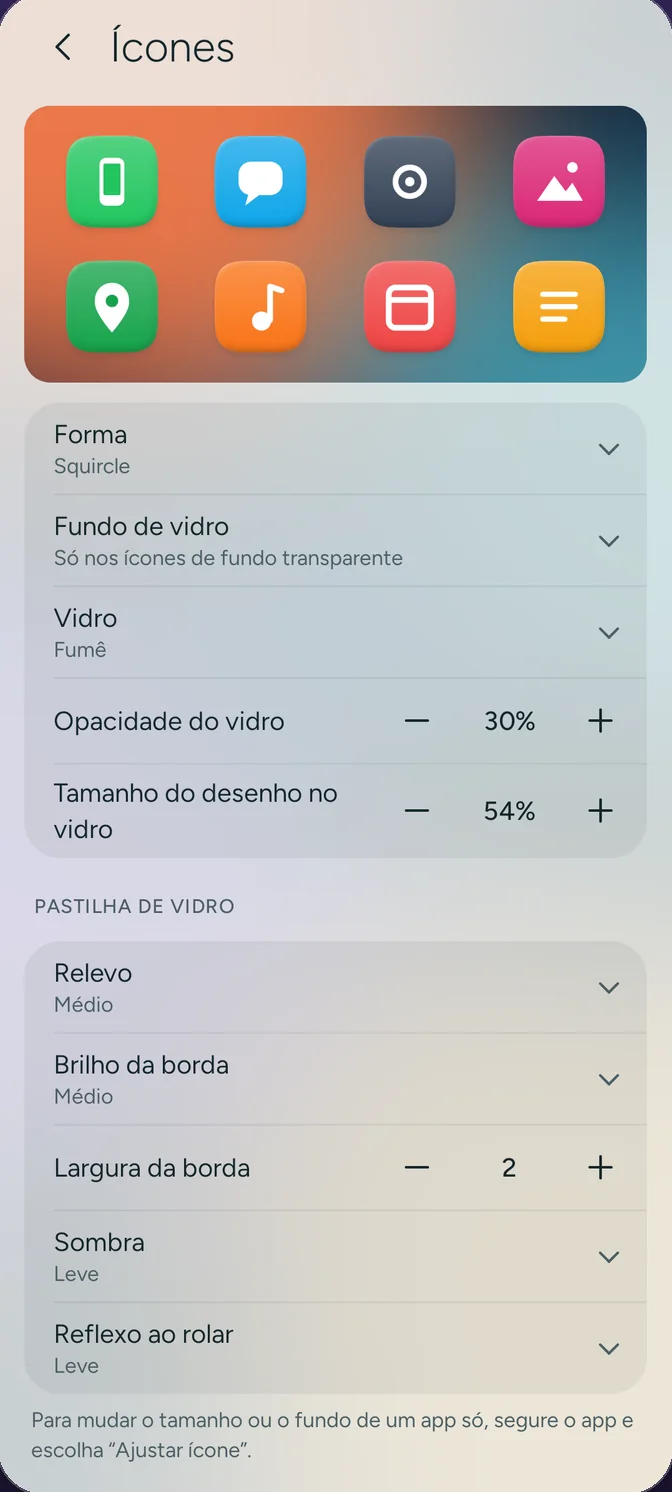 Ícones
Forma
Squircle
Fundo de vidro
Só nos ícones de fundo transparente
Vidro
Fumê
Opacidade do vidro
30%
Tamanho do desenho no
vidro
54%
PASTILHA DE VIDRO
Relevo
Médio
Brilho da borda
Médio
Largura da borda
2
Sombra
Leve
Reflexo ao rolar
Leve
Para mudar o tamanho ou o fundo de um app só, segure o app e
escolha “Ajustar ícone”.